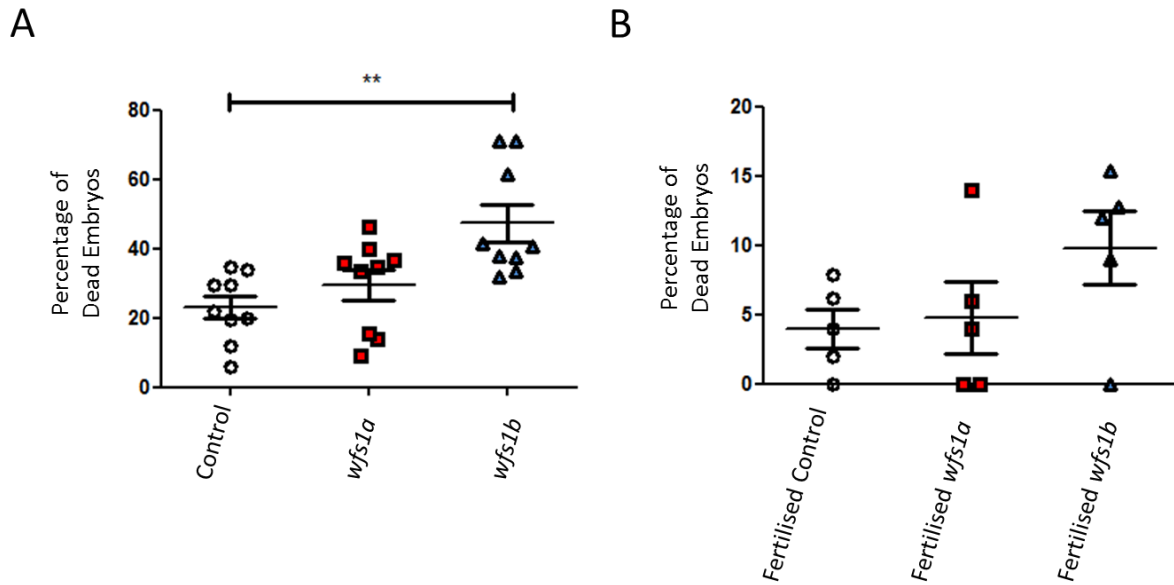 A
B
**
80
60
40
20
0
Percentage of
Dead Embryos
Control
wfs1a
wfs1b
20
15
10
5
0
Percentage of
Dead Embryos
Fertilised Control
Fertilised wfs1a
Fertilised wfs1b